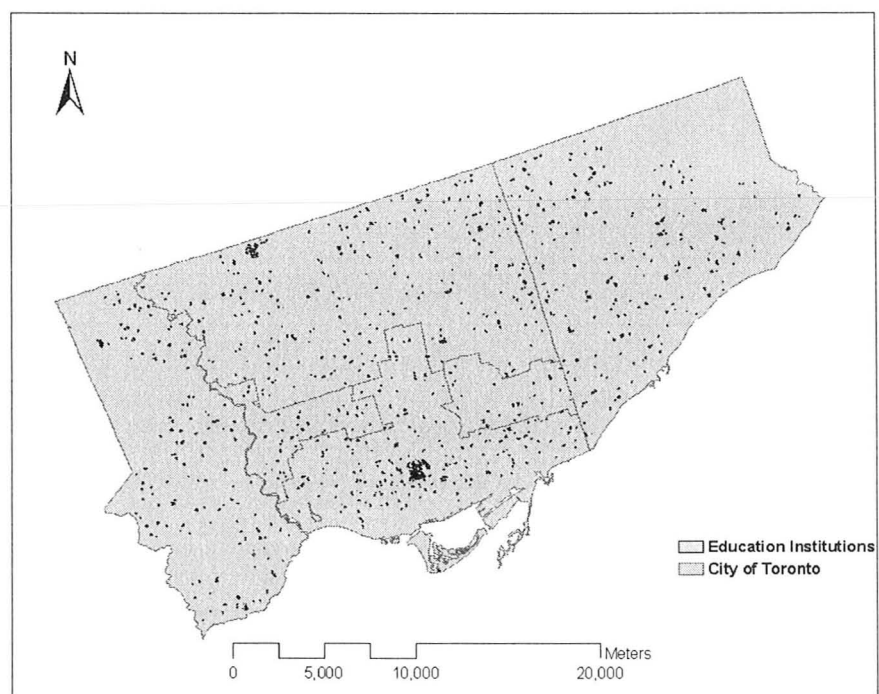 N
Education Institutions
City of Toronto
Meters
0 5,000 10,000 20,000